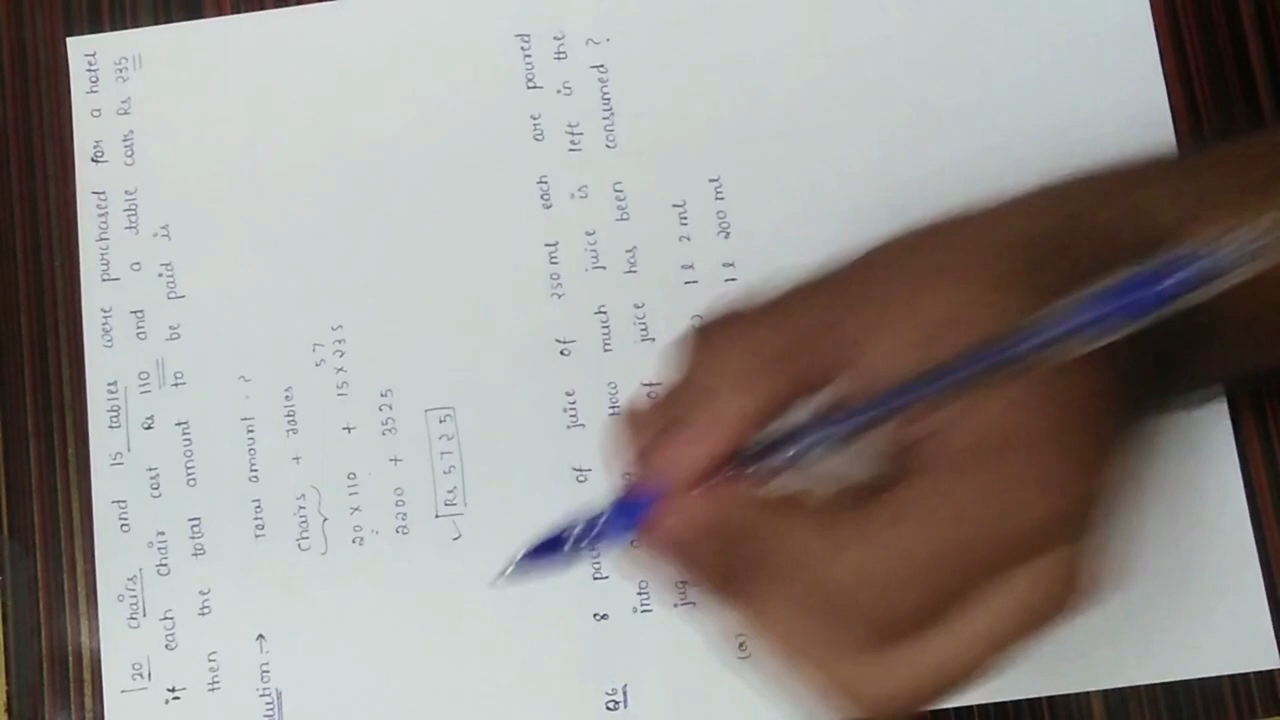 20 chairs and 15 tables were purchased for a hotel
if each chair cost Rs 110 and a table costs Rs 235
then the total amount to be paid is
lution :→ Total amount . ?
chairs + tables
57
20 x 110 + 15 x 235
2200 + 3525
✓ Rs 5725
Q6. 8 of juice of 250 ml each are poured
into How much juice is left in the
jug of juice has been consumed ?
1 l 2 ml
(a) 1 l 200 ml